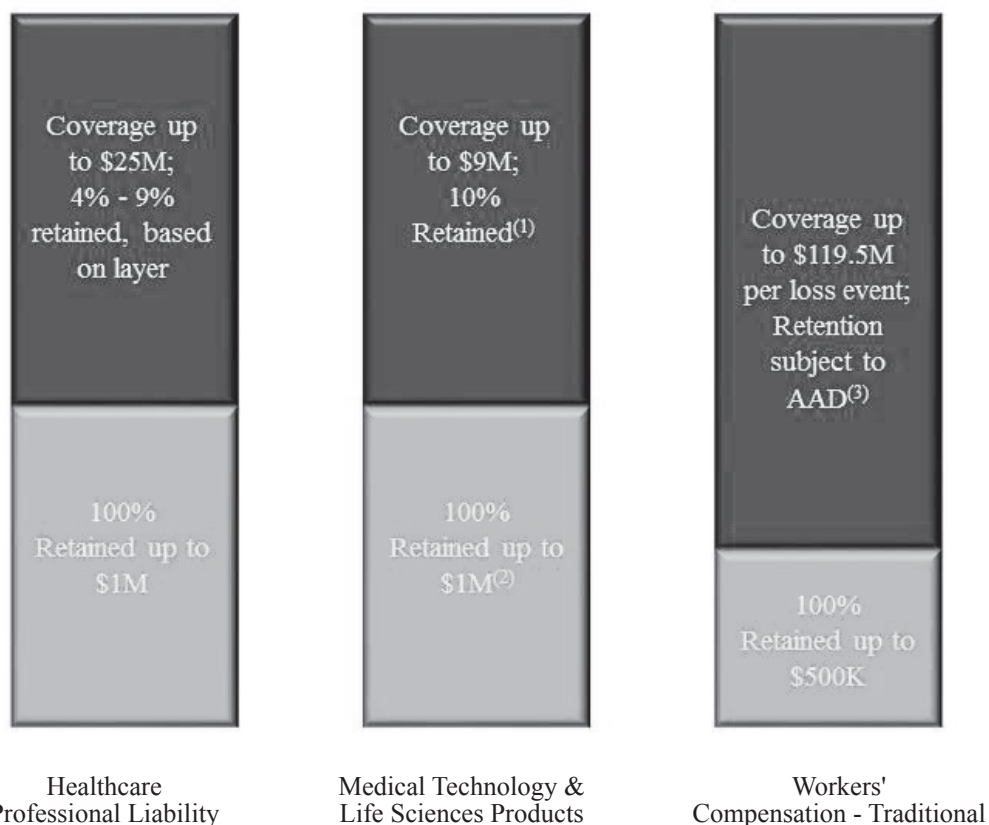 Coverage up
to $25M;
4% - 9%
retained, based
on layer
100%
Retained up to
$1M
Healthcare
Professional Liability
Coverage up
to $9M;
10%
Retained(1)
100%
Retained up to
$1M(2)
Medical Technology &
Life Sciences Products
Coverage up
to $119.5M
per loss event;
Retention
subject to
AAD(3)
100%
Retained up to
$500K
Workers'
Compensation - Traditional